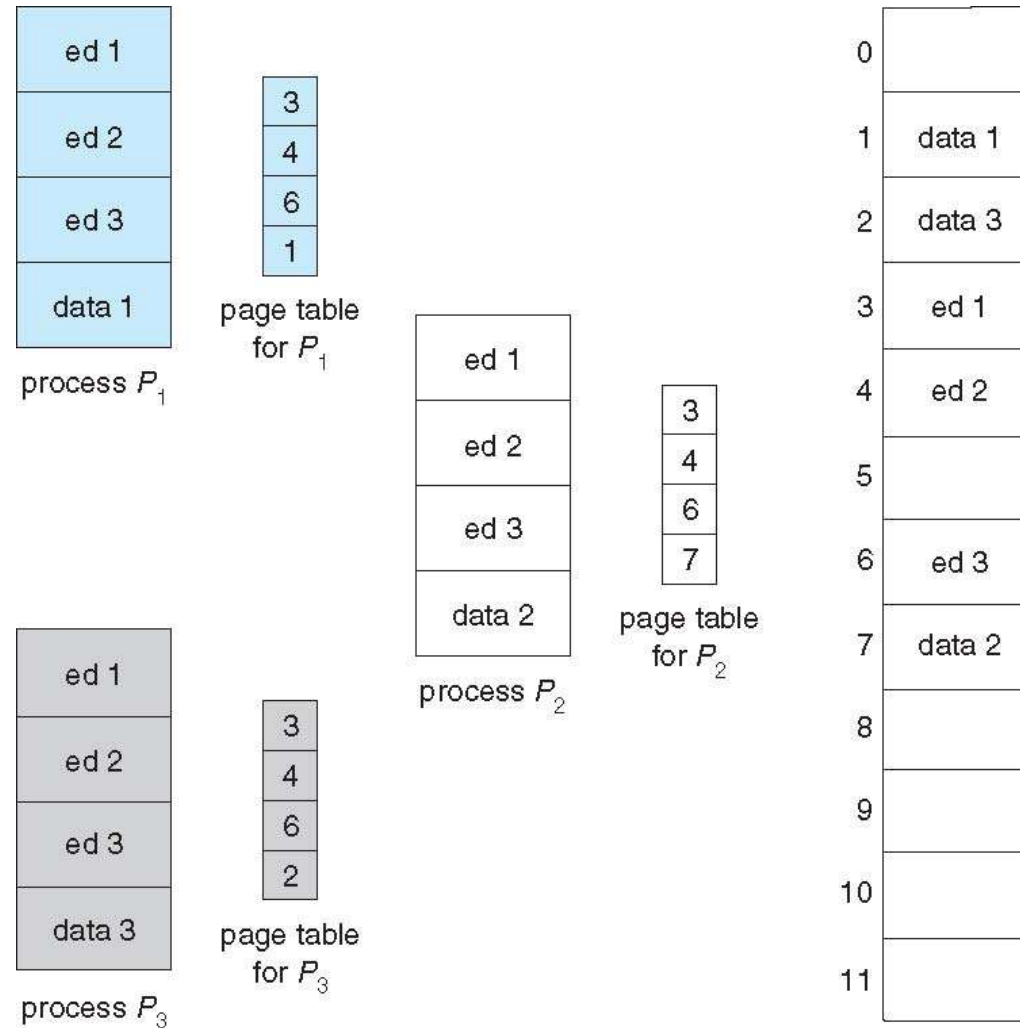 ed 1
ed 2
ed 3
data 1
process P1
3
4
6
1
page table
for P1
ed 1
ed 2
ed 3
data 2
process P2
3
4
6
7
page table
for P2
ed 1
ed 2
ed 3
data 3
process P3
3
4
6
2
page table
for P3
0
1 data 1
2 data 3
3 ed 1
4 ed 2
5
6 ed 3
7 data 2
8
9
10
11